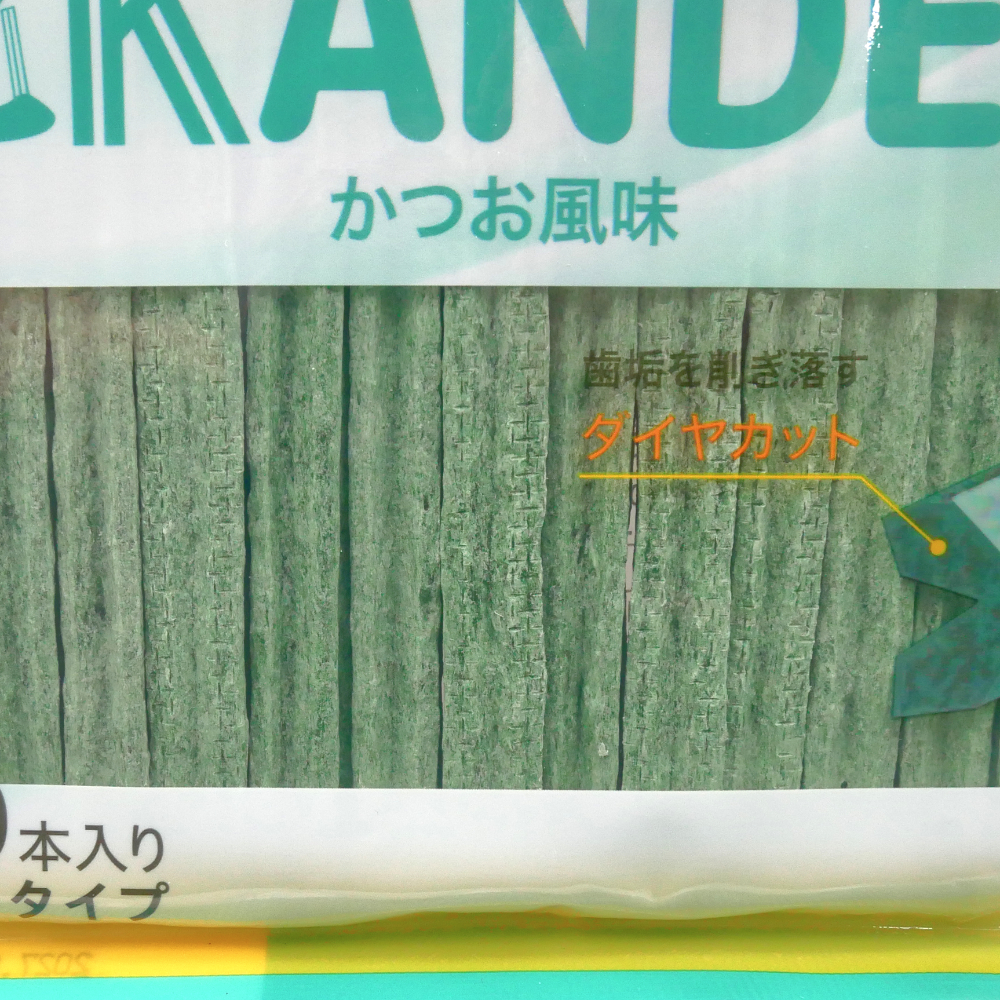 KANDE
かつお風味
歯垢を削ぎ落す
ダイヤカット
本入り
タイプ
2027.